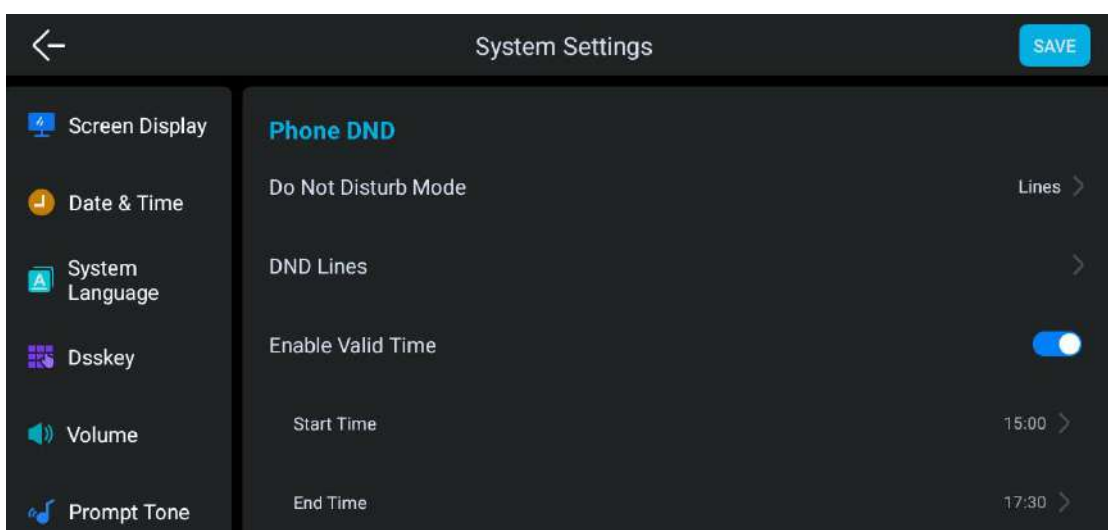 System Settings
SAVE
Screen Display
Date & Time
System
Language
Dsskey
Volume
Prompt Tone
Phone DND
Do Not Disturb Mode
Lines
DND Lines
Enable Valid Time
Start Time
15:00
End Time
17:30